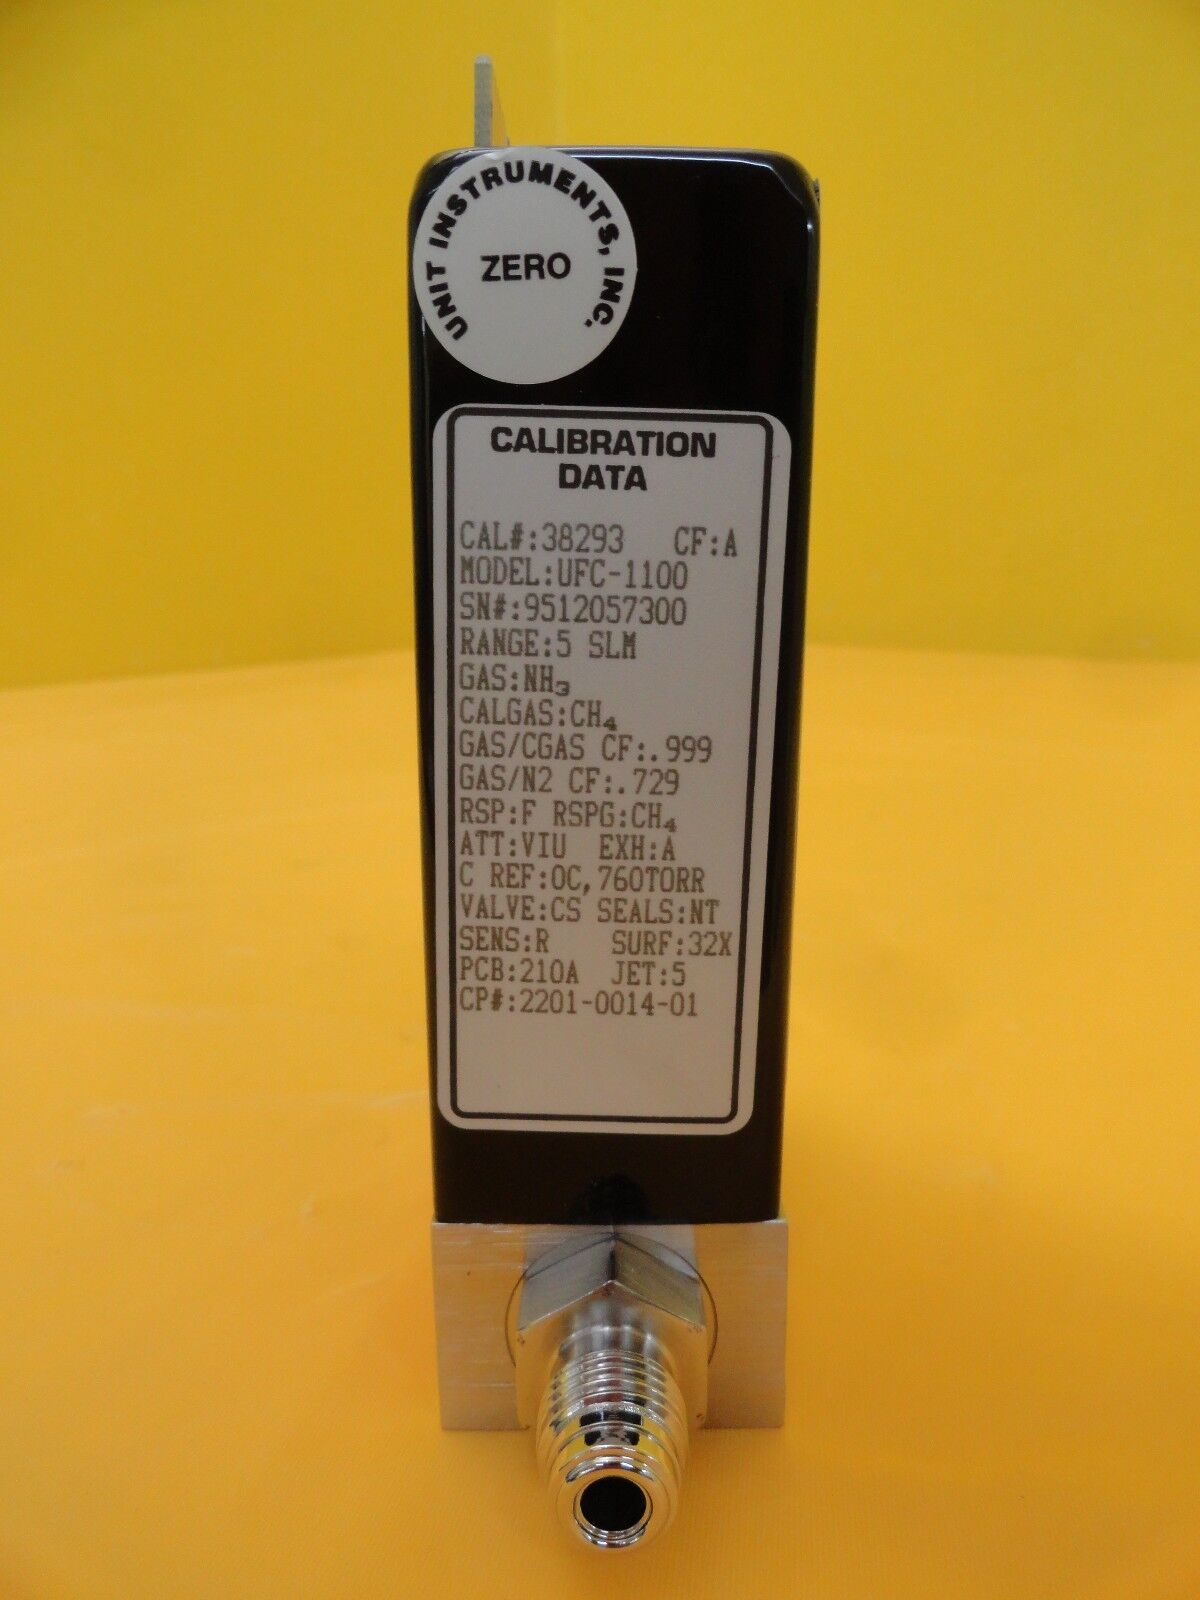 UNIT INSTRUMENTS, INC.
ZERO
CALIBRATION
DATA
CAL#:38293 CF:A
MODEL:UFC-1100
SN#:9512057300
RANGE:5 SLM
GAS:NH₃
CALGAS:CH₄
GAS/CGAS CF:.999
GAS/N2 CF:.729
RSP:F RSPG:CH₄
ATT:VIU EXH:A
C REF:0C,760TORR
VALVE:CS SEALS:NT
SENS:R SURF:32X
PCB:210A JET:5
CP#:2201-0014-01